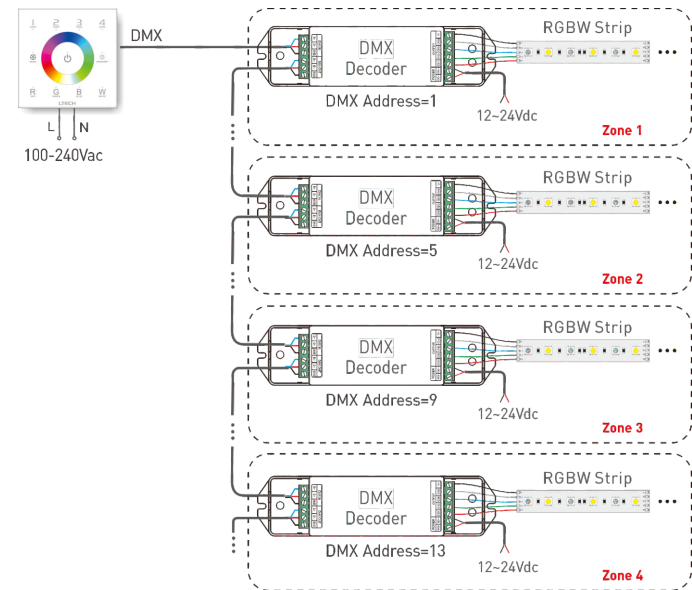 1 2 3 4
DMX
R G B W
LTECH
L N
100-240Vac
DMX
Decoder
DMX Address=1
RGBW Strip
12~24Vdc
Zone 1
DMX
Decoder
DMX Address=5
RGBW Strip
12~24Vdc
Zone 2
DMX
Decoder
DMX Address=9
RGBW Strip
12~24Vdc
Zone 3
DMX
Decoder
DMX Address=13
RGBW Strip
12~24Vdc
Zone 4